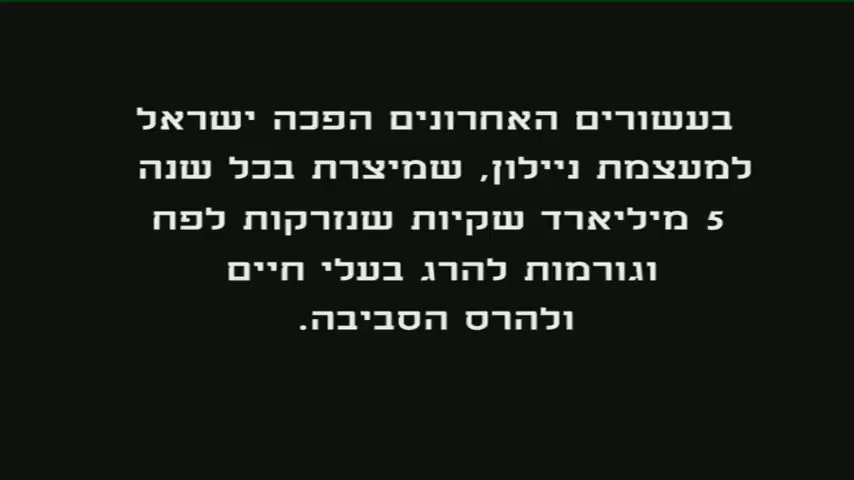 בעשורים האחרונים הפכה ישראל
למעצמת ניילון, שמיצרת בכל שנה
5 מיליארד שקיות שנזרקות לפח
וגורמות להרג בעלי חיים
ולהרס הסביבה.